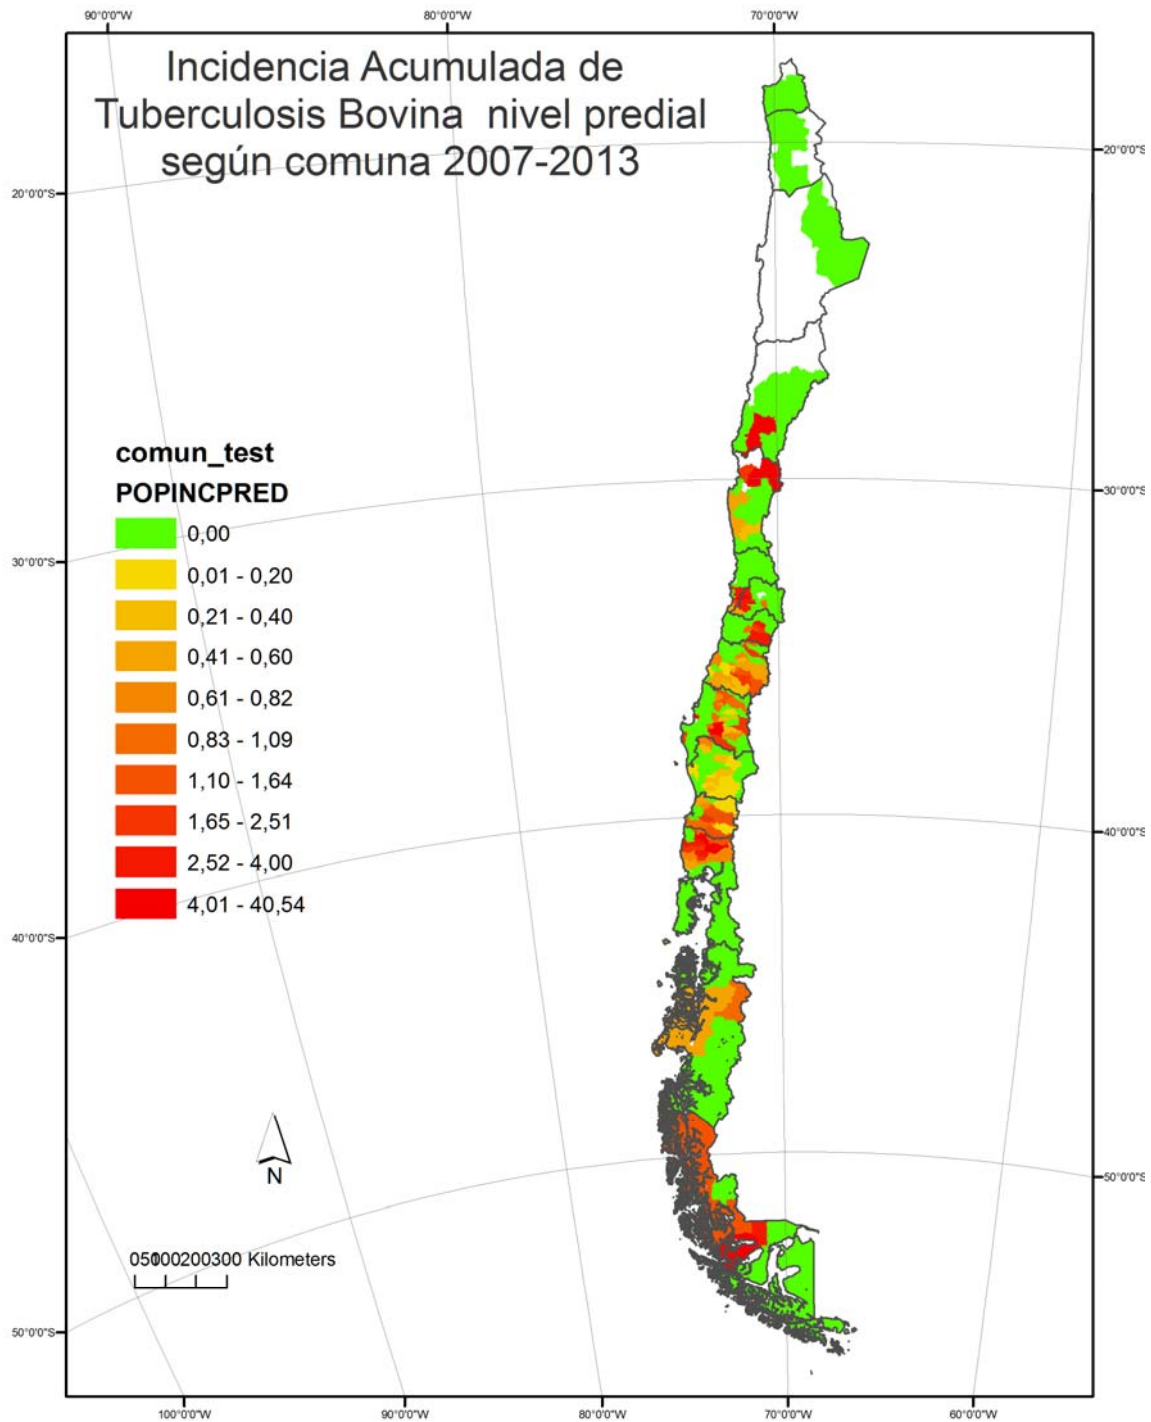 90°0'0"W 80°0'0"W 70°0'0"W
Incidencia Acumulada de
Tuberculosis Bovina nivel predial
según comuna 2007-2013
20°0'0"S
20°0'0"S
comun_test
POPINCPRED
0,00
0,01 - 0,20
0,21 - 0,40
0,41 - 0,60
0,61 - 0,82
0,83 - 1,09
1,10 - 1,64
1,65 - 2,51
2,52 - 4,00
4,01 - 40,54
30°0'0"S
30°0'0"S
40°0'0"S
40°0'0"S
N
050100200300 Kilometers
50°0'0"S
50°0'0"S
100°0'0"W 90°0'0"W 80°0'0"W 70°0'0"W 60°0'0"W